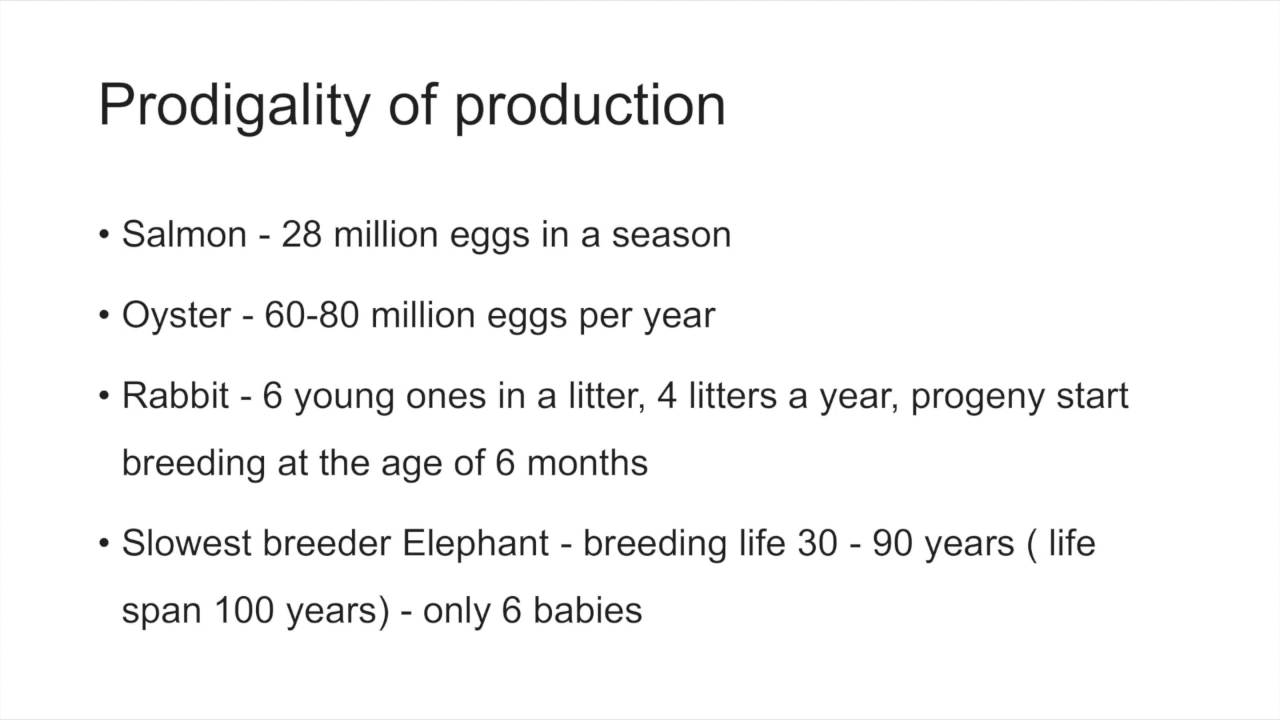 Prodigality of production
• Salmon - 28 million eggs in a season
• Oyster - 60-80 million eggs per year
• Rabbit - 6 young ones in a litter, 4 litters a year, progeny start
breeding at the age of 6 months
• Slowest breeder Elephant - breeding life 30 - 90 years ( life
span 100 years) - only 6 babies